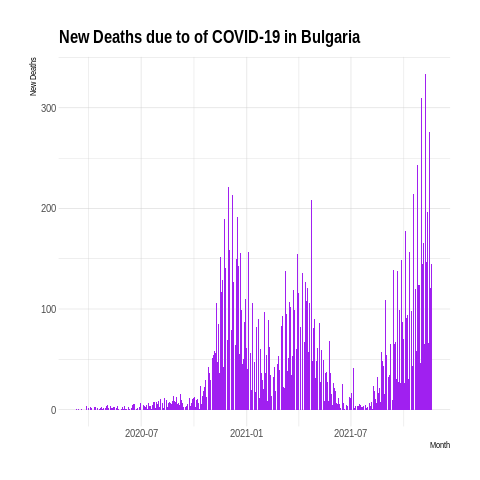 New Deaths due to of COVID-19 in Bulgaria
New Deaths
300
200
100
0
2020-07
2021-01
2021-07
Month